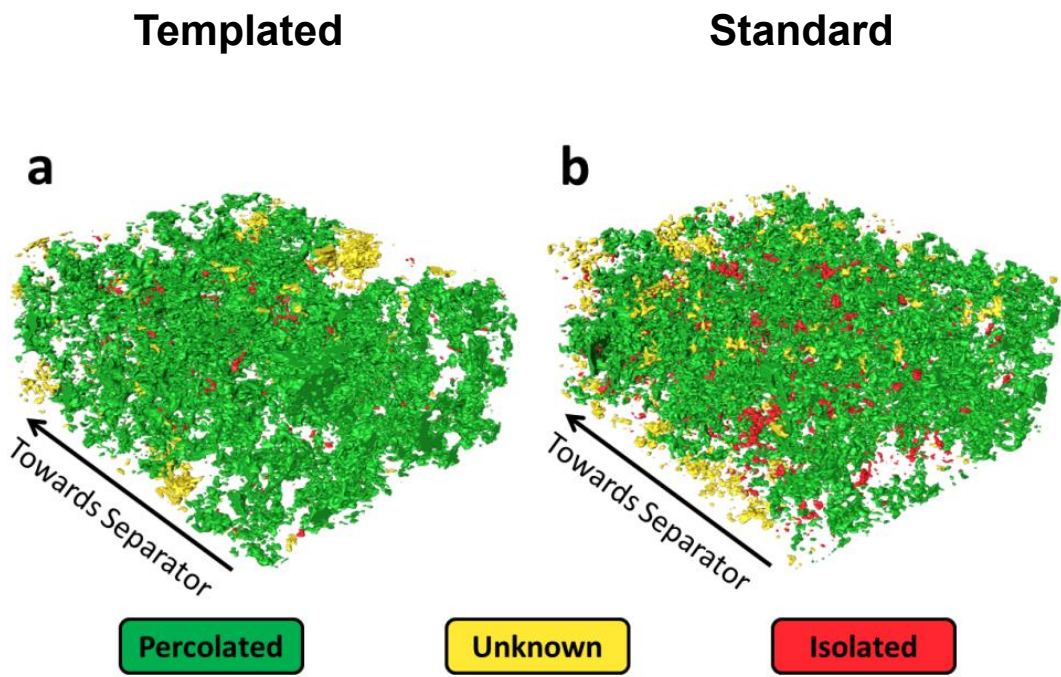 Templated
Standard
a
b
Towards Separator
Towards Separator
Percolated
Unknown
Isolated